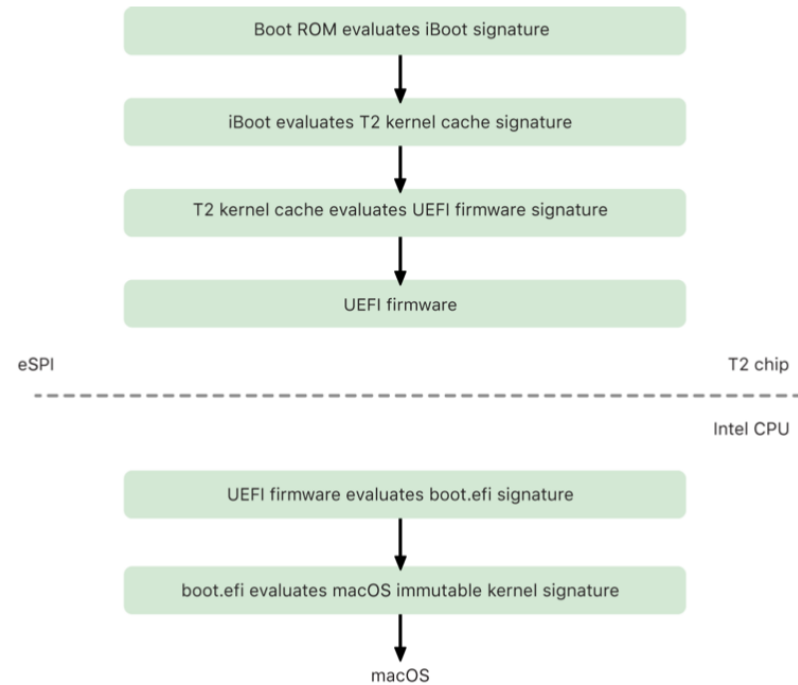 Boot ROM evaluates iBoot signature
iBoot evaluates T2 kernel cache signature
T2 kernel cache evaluates UEFI firmware signature
UEFI firmware
eSPI
T2 chip
Intel CPU
UEFI firmware evaluates boot.efi signature
boot.efi evaluates macOS immutable kernel signature
macOS